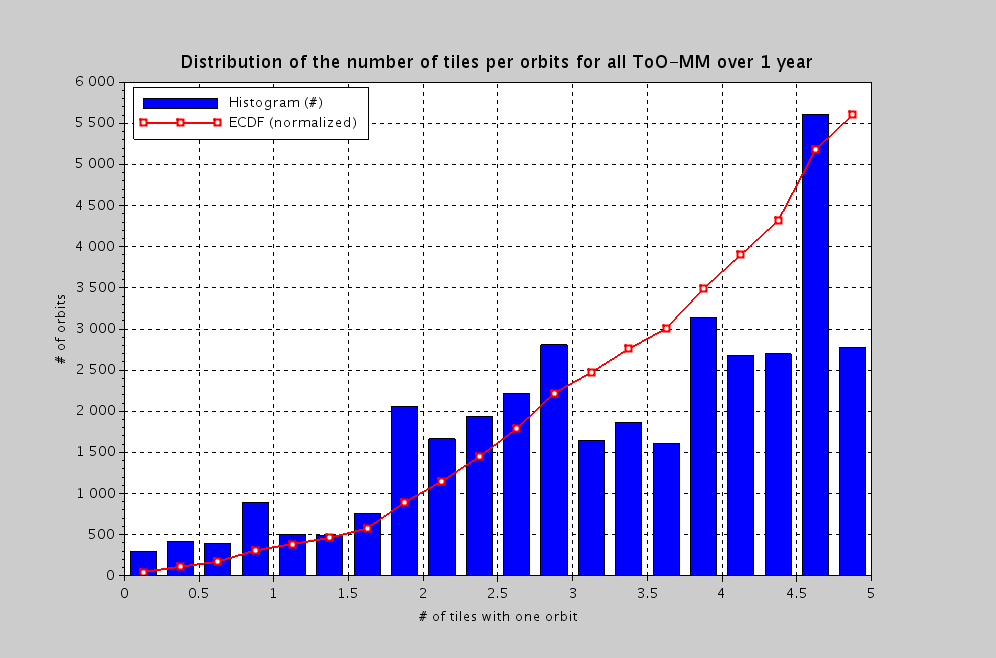 Distribution of the number of tiles per orbits for all ToO-MM over 1 year
6 000
5 500
5 000
4 500
4 000
3 500
3 000
2 500
2 000
1 500
1 000
500
0
# of orbits
Histogram (#)
ECDF (normalized)
0 0.5 1 1.5 2 2.5 3 3.5 4 4.5 5
# of tiles with one orbit